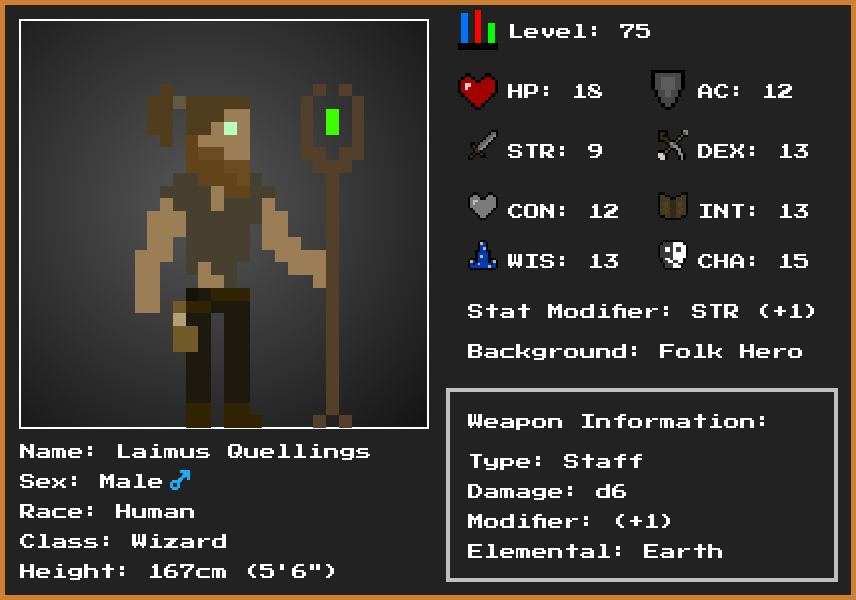 Level: 75
HP: 18 AC: 12
STR: 9 DEX: 13
CON: 12 INT: 13
WIS: 13 CHA: 15
Stat Modifier: STR (+1)
Background: Folk Hero
Weapon Information:
Type: Staff
Damage: d6
Modifier: (+1)
Elemental: Earth
Name: Laimus Quellings
Sex: Male♂
Race: Human
Class: Wizard
Height: 167cm (5'6")